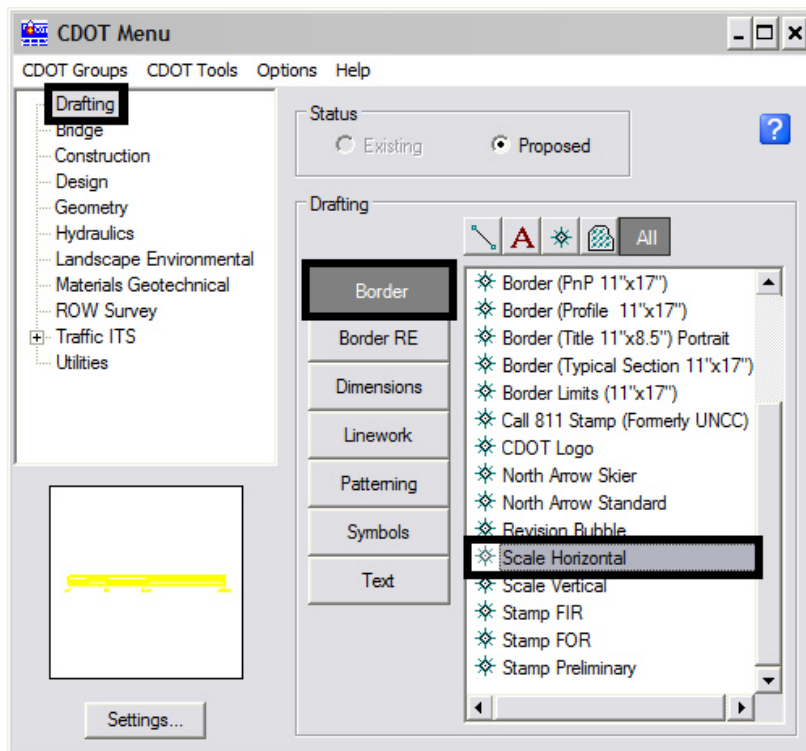 CDOT Menu
CDOT Groups CDOT Tools Options Help
Drafting
Bridge
Construction
Design
Geometry
Hydraulics
Landscape Environmental
Materials Geotechnical
ROW Survey
Traffic ITS
Utilities
Settings...
Status
Existing Proposed
Drafting
A All
Border
Border RE
Dimensions
Linework
Patterning
Symbols
Text
Border (PnP 11"x17")
Border (Profile 11"x17")
Border (Title 11"x8.5") Portrait
Border (Typical Section 11"x17")
Border Limits (11"x17")
Call 811 Stamp (Formerly UNCC)
CDOT Logo
North Arrow Skier
North Arrow Standard
Revision Bubble
Scale Horizontal
Scale Vertical
Stamp FIR
Stamp FOR
Stamp Preliminary